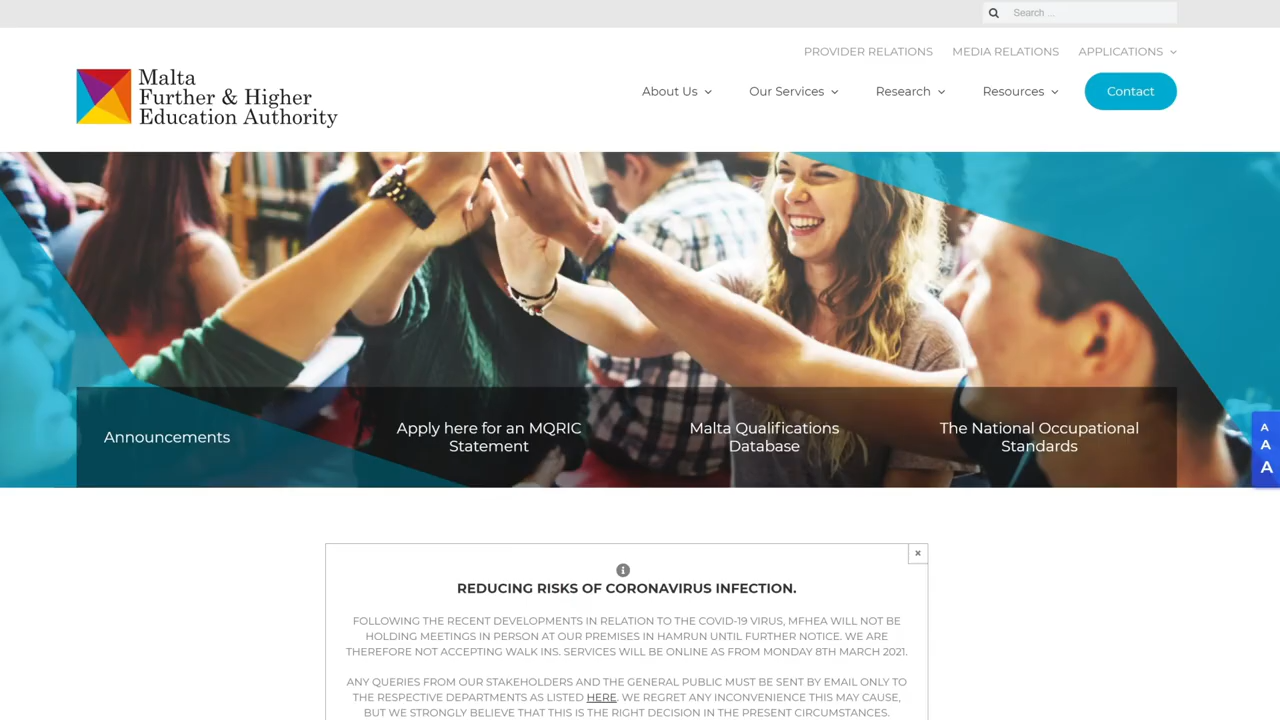 Search ...
PROVIDER RELATIONS MEDIA RELATIONS APPLICATIONS
Malta
Further & Higher
Education Authority
About Us Our Services Research Resources Contact
Announcements
Apply here for an MQRIC
Statement
Malta Qualifications
Database
The National Occupational
Standards
A
A
A
×
REDUCING RISKS OF CORONAVIRUS INFECTION.
FOLLOWING THE RECENT DEVELOPMENTS IN RELATION TO THE COVID-19 VIRUS, MFHEA WILL NOT BE
HOLDING MEETINGS IN PERSON AT OUR PREMISES IN HAMRUN UNTIL FURTHER NOTICE. WE ARE
THEREFORE NOT ACCEPTING WALK INS. SERVICES WILL BE ONLINE AS FROM MONDAY 8TH MARCH 2021.
ANY QUERIES FROM OUR STAKEHOLDERS AND THE GENERAL PUBLIC MUST BE SENT BY EMAIL ONLY TO
THE RESPECTIVE DEPARTMENTS AS LISTED HERE. WE REGRET ANY INCONVENIENCE THIS MAY CAUSE,
BUT WE STRONGLY BELIEVE THAT THIS IS THE RIGHT DECISION IN THE PRESENT CIRCUMSTANCES.